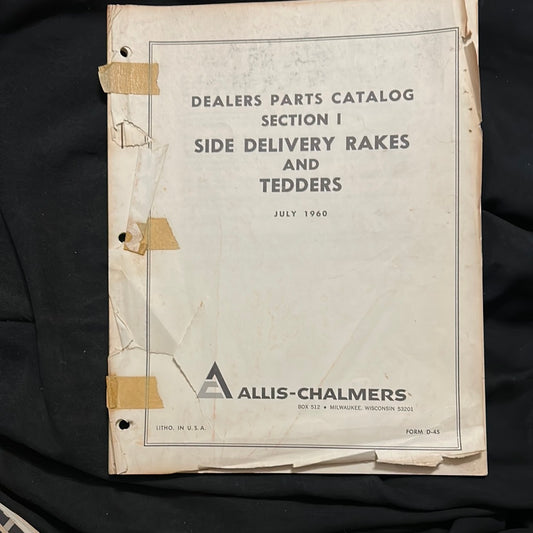 DEALERS PARTS CATALOG
SECTION I
SIDE DELIVERY RAKES
AND
TEDDERS
JULY 1960
ALLIS-CHALMERS
BOX 512 • MILWAUKEE, WISCONSIN 53201
LITHO. IN U.S.A. FORM D-45